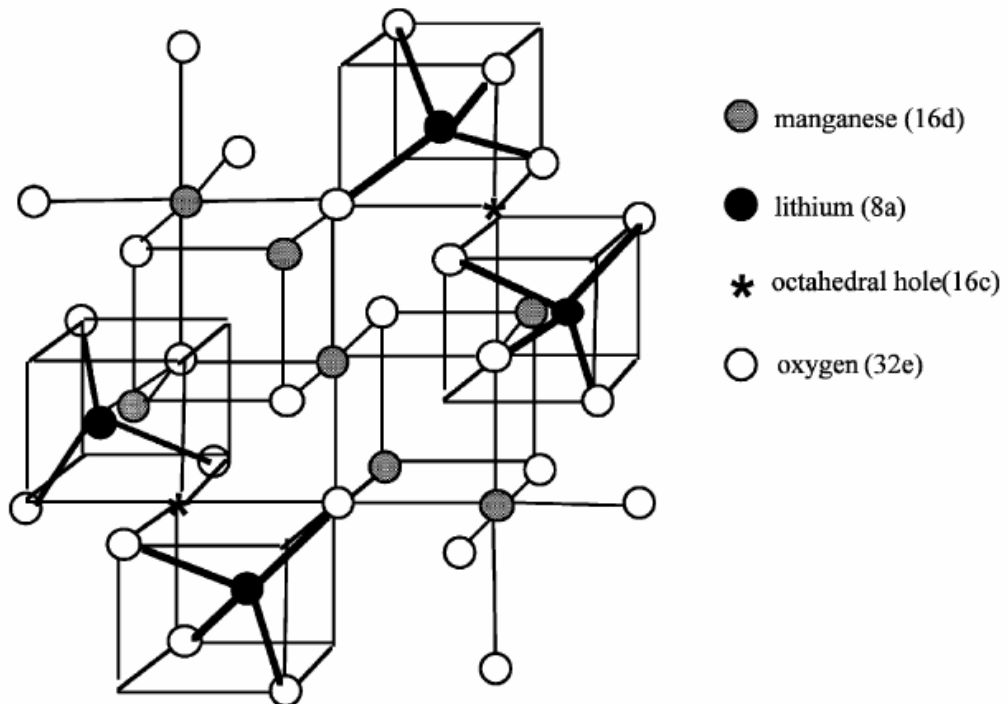 manganese (16d)
lithium (8a)
* octahedral hole(16c)
oxygen (32e)